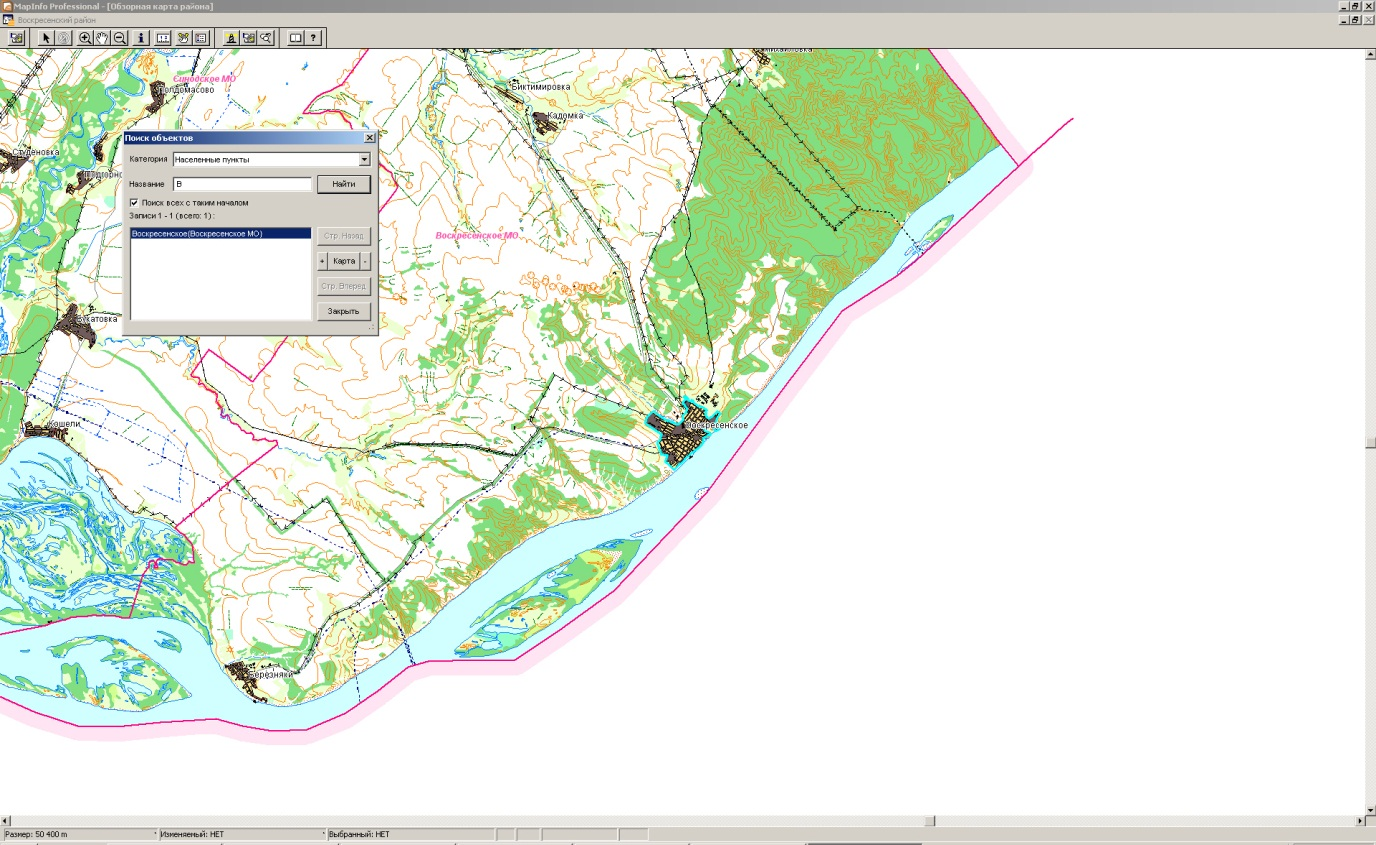 MapInfo Professional - [Обзорная карта района]
Воскресенский район
Синодское МО
Михайловка
Биктимировка
Кадомка
Студеновка
Поиск объектов
Категория Населенные пункты
Название В Найти
Поиск всех с таким началом
Записи 1 - 1 (всего: 1) :
Воскресенское(Воскресенское МО)
Стр. Назад
+ Карта -
Стр. Вперед
Закрыть
Воскресенское МО
Букатовка
Кошели
Воскресенское
Березняки
Размер: 50 400 m Изменяемый: НЕТ Выбранный: НЕТ